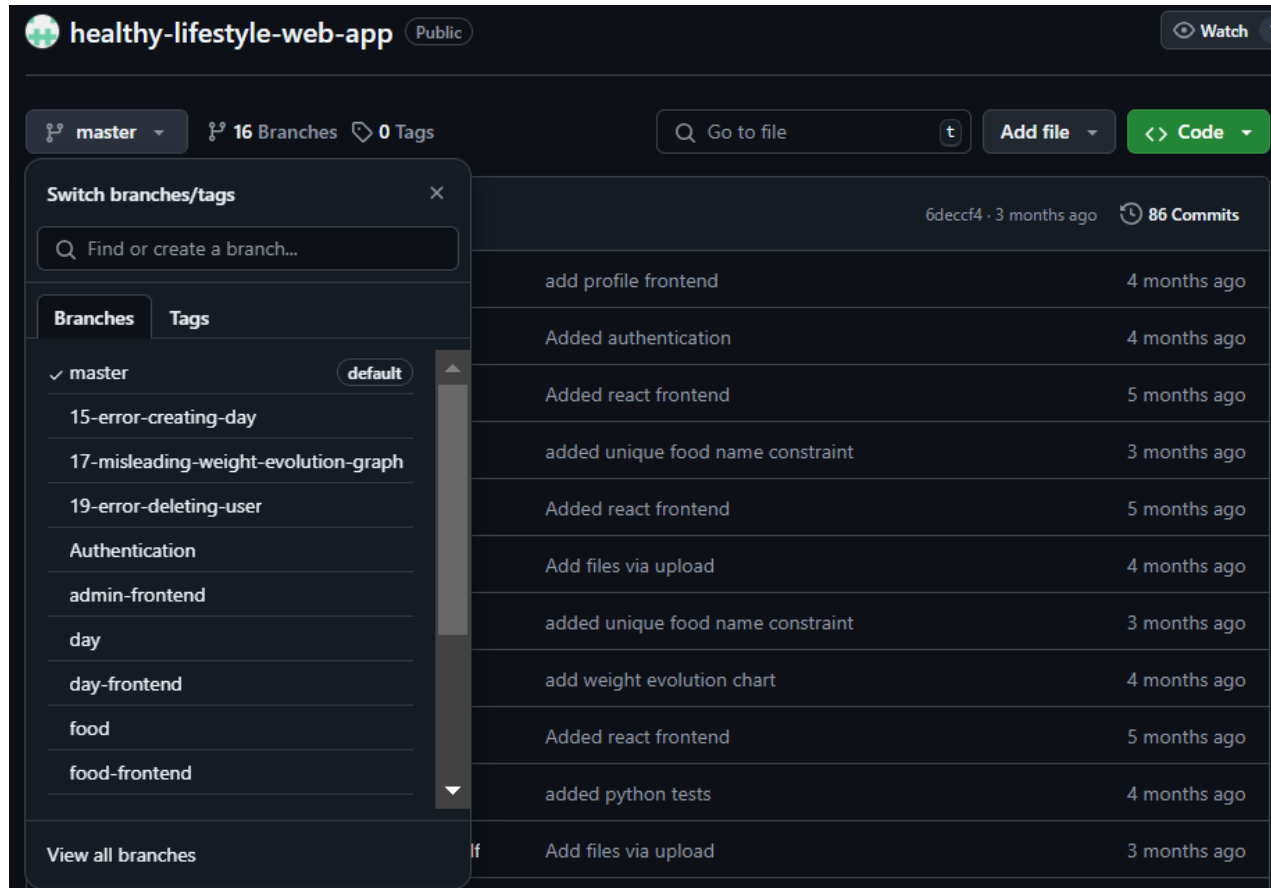 healthy-lifestyle-web-app Public Watch
master 16 Branches 0 Tags Go to file t Add file Code
Switch branches/tags
6deccf4 · 3 months ago 86 Commits
Find or create a branch...
add profile frontend 4 months ago
Branches Tags
Added authentication 4 months ago
master default
Added react frontend 5 months ago
15-error-creating-day
17-misleading-weight-evolution-graph
added unique food name constraint 3 months ago
19-error-deleting-user
Added react frontend 5 months ago
Authentication
Add files via upload 4 months ago
admin-frontend
added unique food name constraint 3 months ago
day
day-frontend
add weight evolution chart 4 months ago
food
Added react frontend 5 months ago
food-frontend
added python tests 4 months ago
View all branches
lf Add files via upload 3 months ago